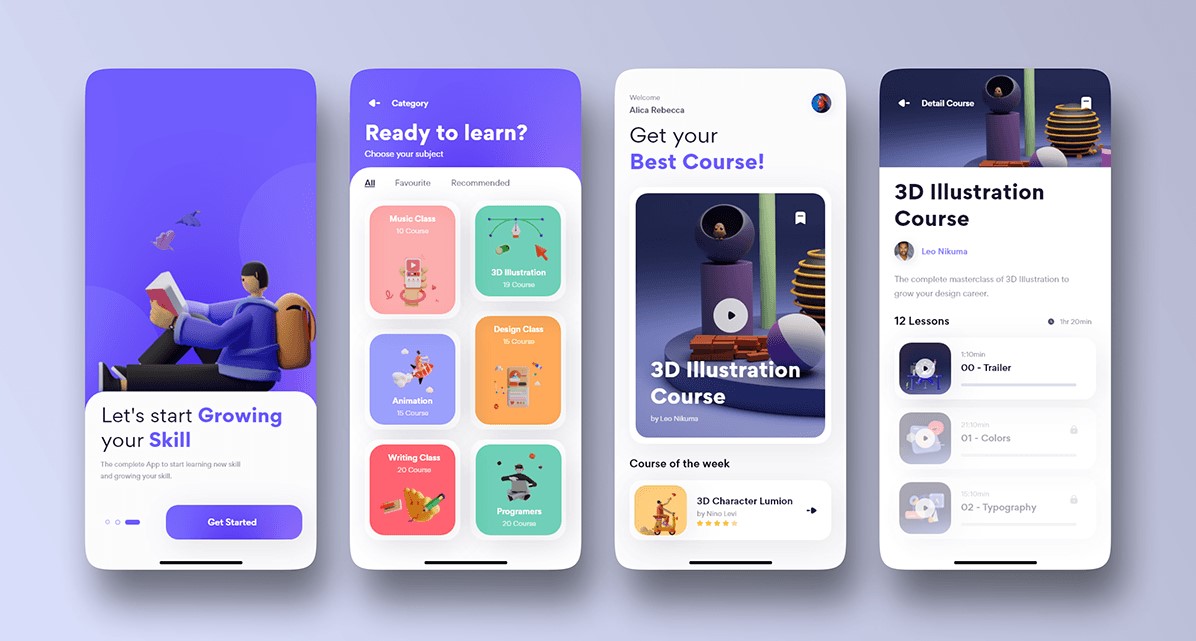 Let's start Growing
your Skill
The complete App to start learning new skill
and growing your skill.
Get Started
Category
Ready to learn?
Choose your subject
All
Favourite
Recommended
Music Class
10 Course
3D Illustration
19 Course
Design Class
15 Course
Animation
15 Course
Writing Class
20 Course
Programers
20 Course
Welcome
Alica Rebecca
Get your
Best Course!
3D Illustration
Course
by Leo Nikuma
Course of the week
3D Character Lumion
by Nino Levi
Detail Course
3D Illustration
Course
Leo Nikuma
The complete masterclass of 3D Illustration to
grow your design career.
12 Lessons
1hr 20min
1:10min
00 - Trailer
21:10min
01 - Colors
15:10min
02 - Typography